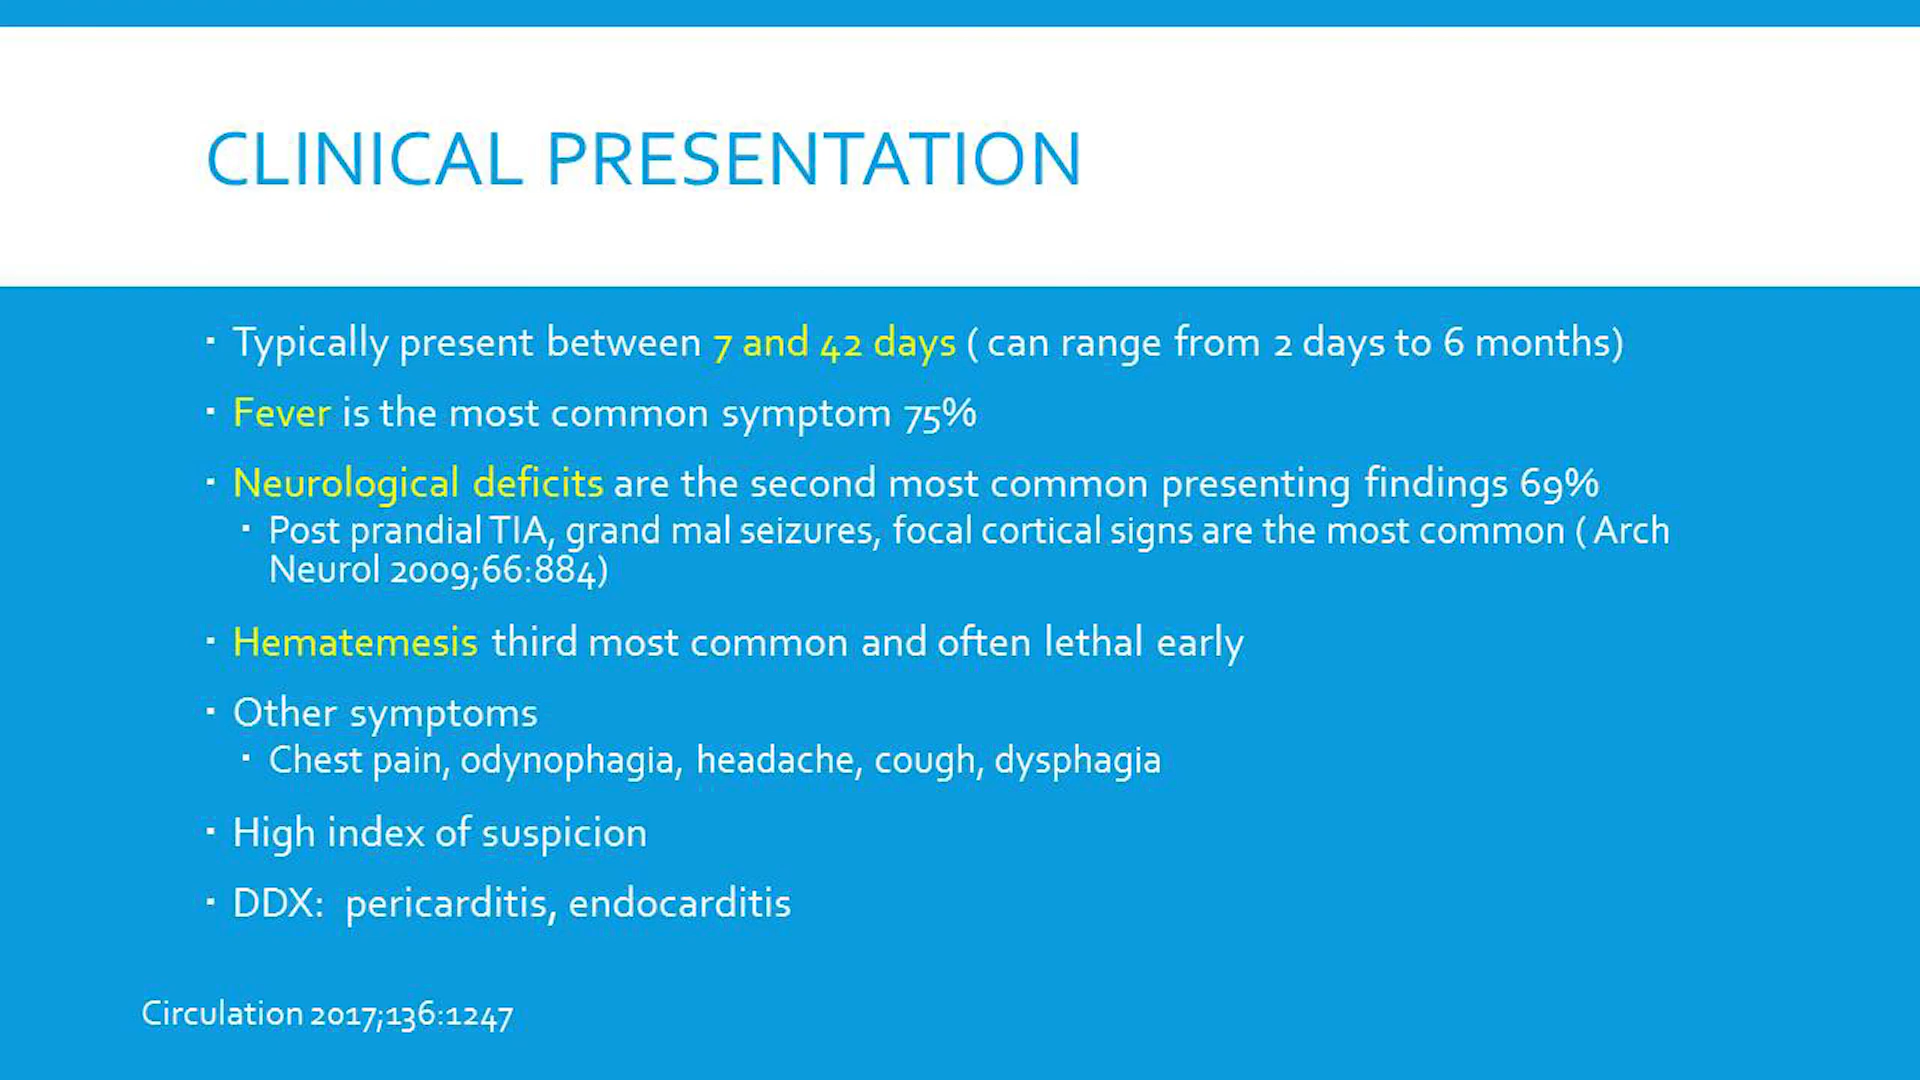 CLINICAL PRESENTATION
▪ Typically present between 7 and 42 days ( can range from 2 days to 6 months)
▪ Fever is the most common symptom 75%
▪ Neurological deficits are the second most common presenting findings 69%
▪ Post prandial TIA, grand mal seizures, focal cortical signs are the most common ( Arch
Neurol 2009;66:884)
▪ Hematemesis third most common and often lethal early
▪ Other symptoms
▪ Chest pain, odynophagia, headache, cough, dysphagia
▪ High index of suspicion
▪ DDX: pericarditis, endocarditis
Circulation 2017;136:1247